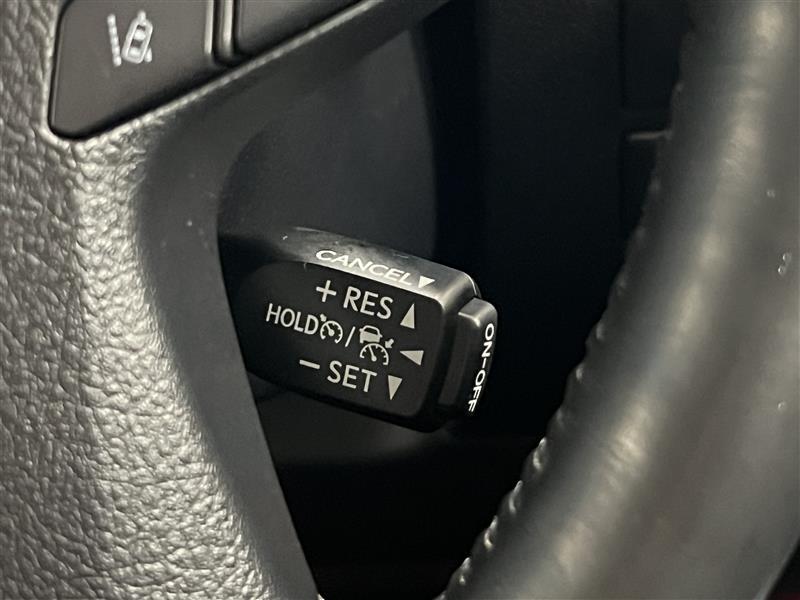 CANCEL▼
+ RES ▲
HOLD / ◀
− SET ▼
ON-OFF